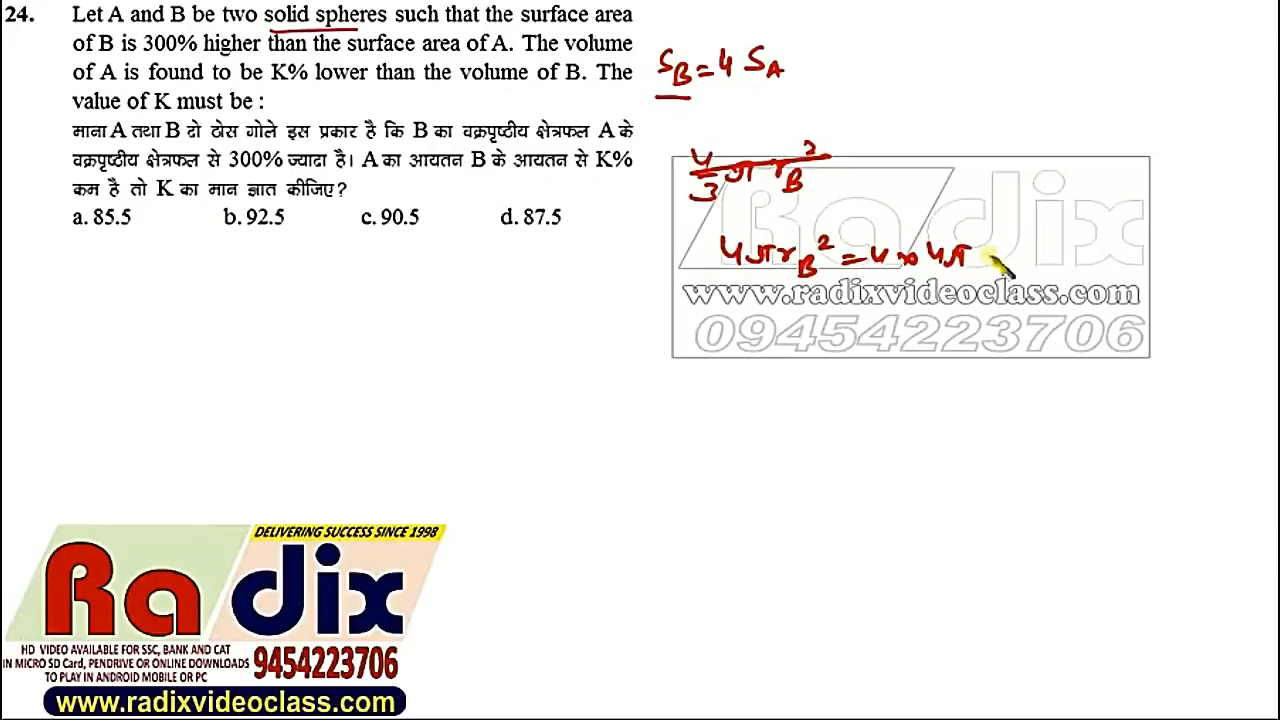 24. Let A and B be two solid spheres such that the surface area
of B is 300% higher than the surface area of A. The volume
of A is found to be K% lower than the volume of B. The
value of K must be :
माना A तथा B दो ठोस गोले इस प्रकार है कि B का वक्रपृष्टीय क्षेत्रफल A के
वक्रपृष्टीय क्षेत्रफल से 300% ज्यादा है। A का आयतन B के आयतन से K%
कम है तो K का मान ज्ञात कीजिए?
a. 85.5 b. 92.5 c. 90.5 d. 87.5
S_B = 4 S_A
4/3 π r_B²
4πr_B² = 4 × 4π
Radix
www.radixvideoclass.com
09454223706
DELIVERING SUCCESS SINCE 1998
Radix
HD VIDEO AVAILABLE FOR SSC, BANK AND CAT
IN MICRO SD Card, PENDRIVE OR ONLINE DOWNLOADS
TO PLAY IN ANDROID MOBILE OR PC
9454223706
www.radixvideoclass.com